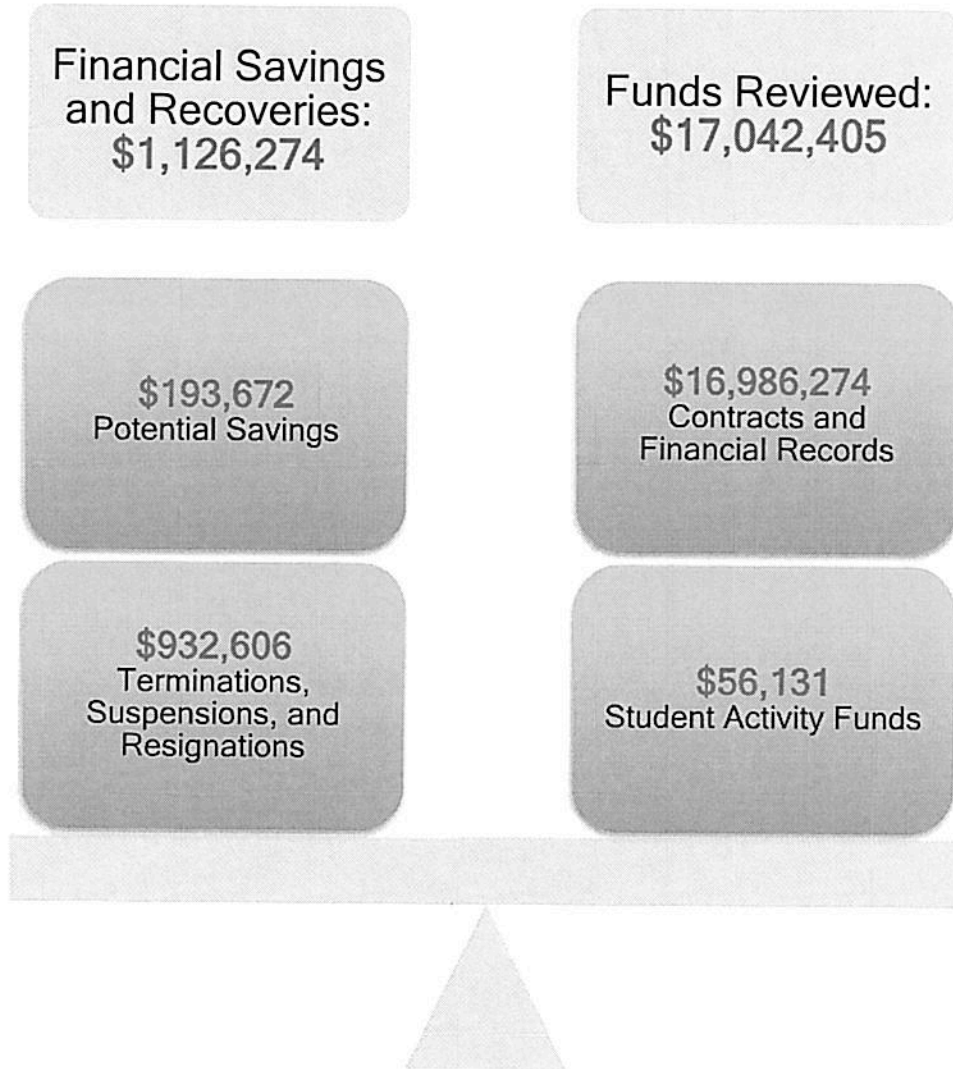 Financial Savings
and Recoveries:
$1,126,274
Funds Reviewed:
$17,042,405
$193,672
Potential Savings
$16,986,274
Contracts and
Financial Records
$932,606
Terminations,
Suspensions, and
Resignations
$56,131
Student Activity Funds